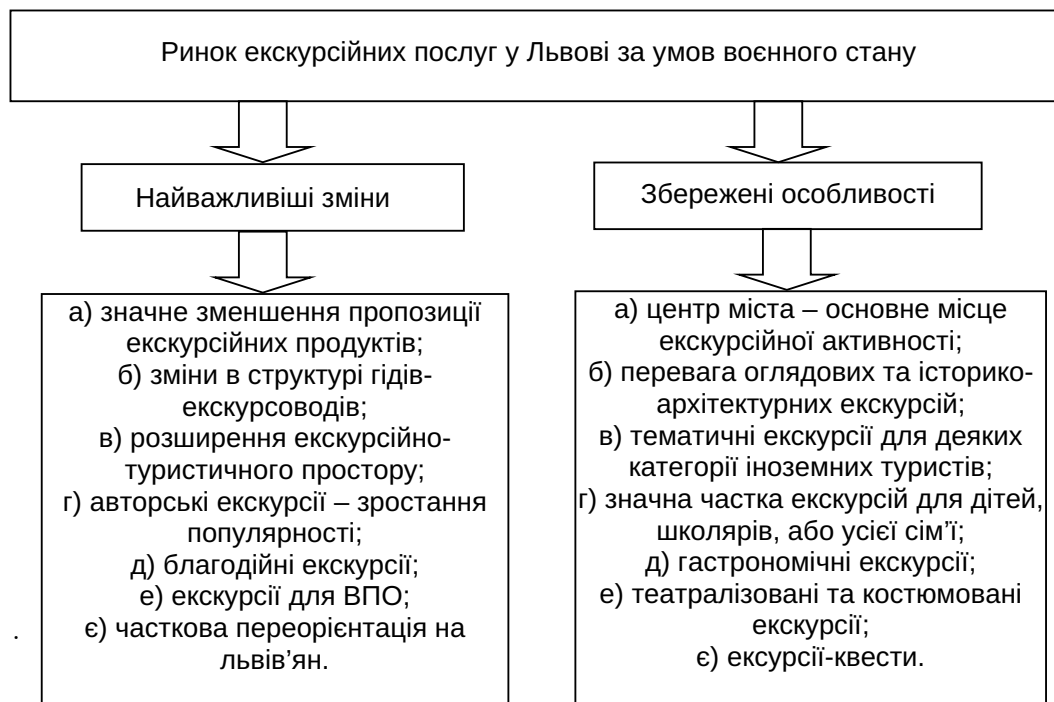 Ринок екскурсійних послуг у Львові за умов воєнного стану
Найважливіші зміни
Збережені особливості
а) значне зменшення пропозиції
екскурсійних продуктів;
б) зміни в структурі гідів-
екскурсоводів;
в) розширення екскурсійно-
туристичного простору;
г) авторські екскурсії – зростання
популярності;
д) благодійні екскурсії;
е) екскурсії для ВПО;
є) часткова переорієнтація на
львів’ян.
а) центр міста – основне місце
екскурсійної активності;
б) перевага оглядових та історико-
архітектурних екскурсій;
в) тематичні екскурсії для деяких
категорії іноземних туристів;
г) значна частка екскурсій для дітей,
школярів, або усієї сім’ї;
д) гастрономічні екскурсії;
е) театралізовані та костюмовані
екскурсії;
є) ексурсії-квести.
.